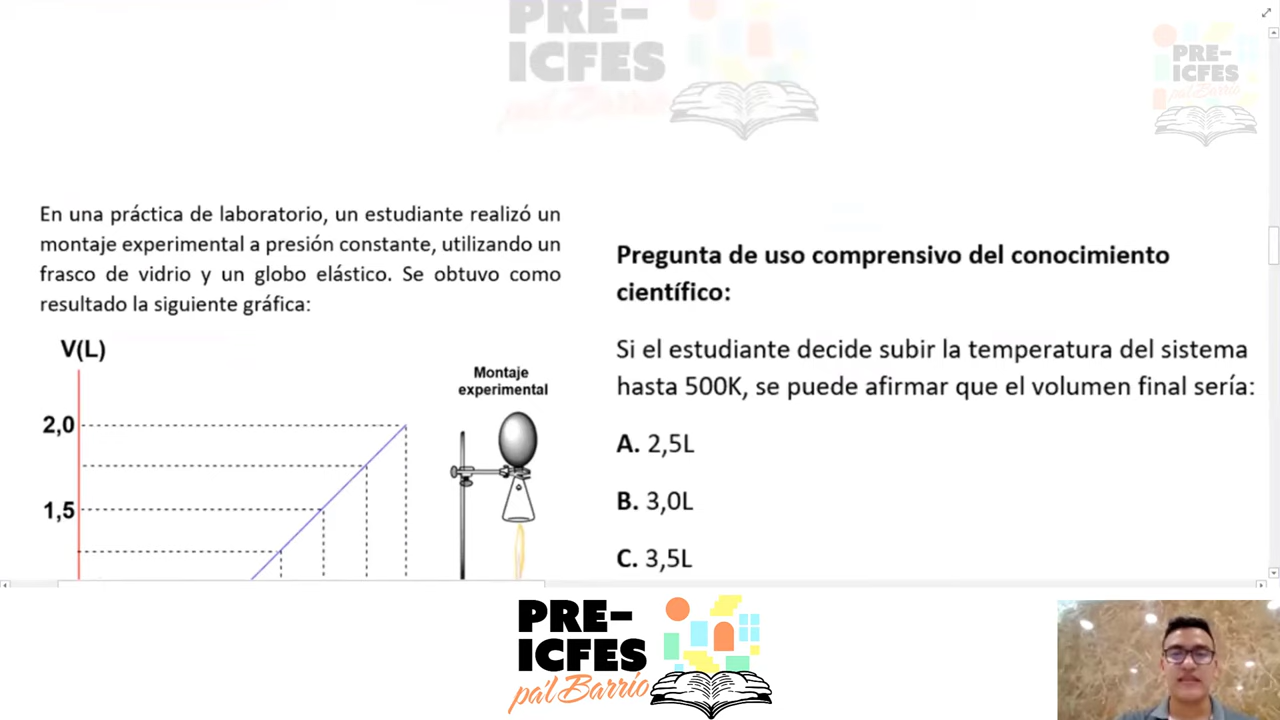 PRE-
ICFES
pa'l Barrio
PRE-
ICFES
pa'l Barrio
En una práctica de laboratorio, un estudiante realizó un
montaje experimental a presión constante, utilizando un
frasco de vidrio y un globo elástico. Se obtuvo como
resultado la siguiente gráfica:
V(L)
2,0
1,5
Montaje
experimental
Pregunta de uso comprensivo del conocimiento
científico:
Si el estudiante decide subir la temperatura del sistema
hasta 500K, se puede afirmar que el volumen final sería:
A. 2,5L
B. 3,0L
C. 3,5L
PRE-
ICFES
pa'l Barrio